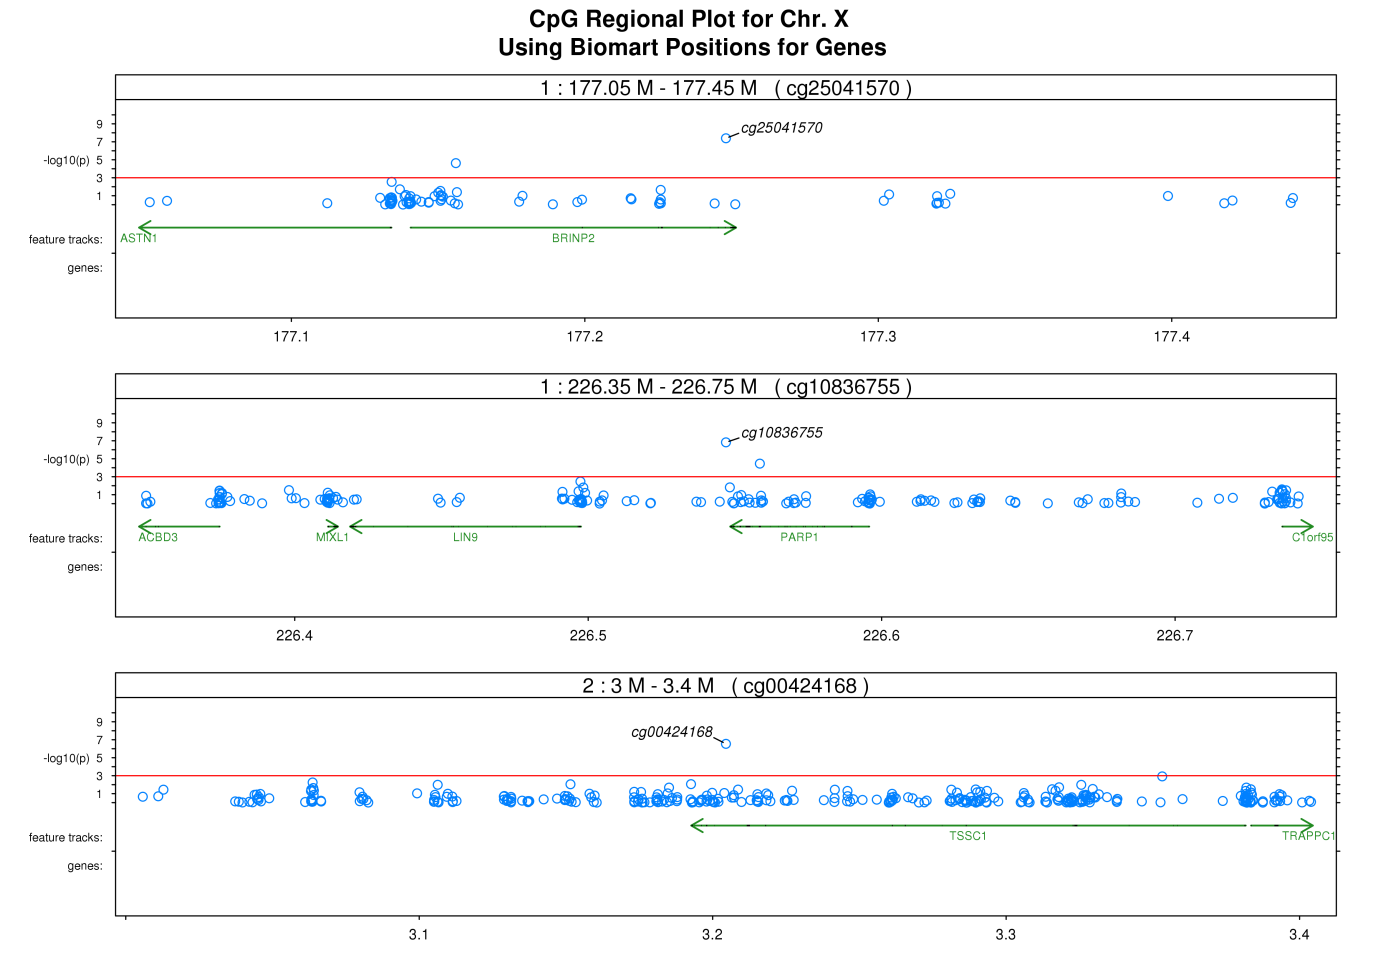 CpG Regional Plot for Chr. X
Using Biomart Positions for Genes
1 : 177.05 M - 177.45 M ( cg25041570 )
9
7
-log10(p) 5
3
1
cg25041570
feature tracks:
ASTN1 BRINP2
genes:
177.1 177.2 177.3 177.4
1 : 226.35 M - 226.75 M ( cg10836755 )
9
7
-log10(p) 5
3
1
cg10836755
feature tracks:
ACBD3 MIXL1 LIN9 PARP1 C1orf95
genes:
226.4 226.5 226.6 226.7
2 : 3 M - 3.4 M ( cg00424168 )
9
7
-log10(p) 5
3
1
cg00424168
feature tracks:
TSSC1 TRAPPC1
genes:
3.1 3.2 3.3 3.4